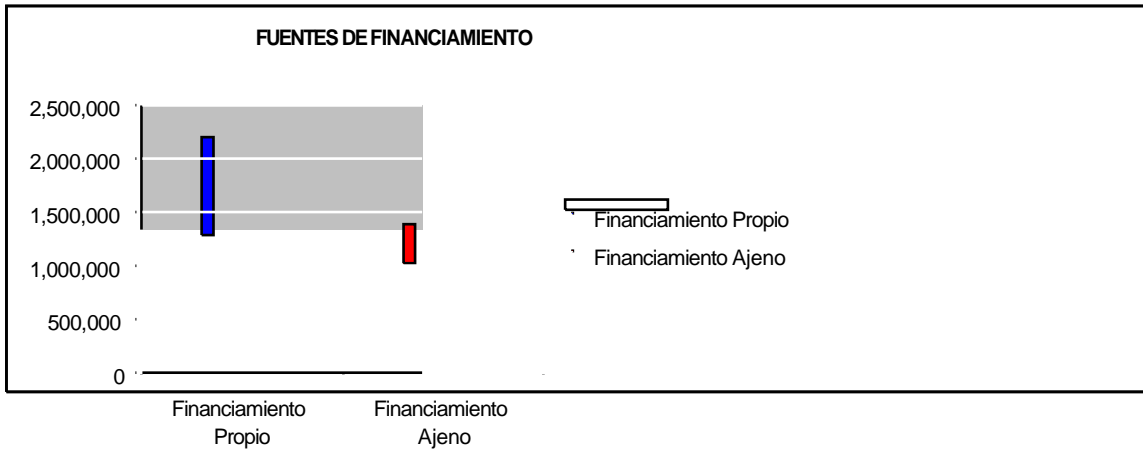 FUENTES DE FINANCIAMIENTO
2,500,000
2,000,000
1,500,000
1,000,000
500,000
0
Financiamiento Propio
Financiamiento Ajeno
Financiamiento
Propio
Financiamiento
Ajeno